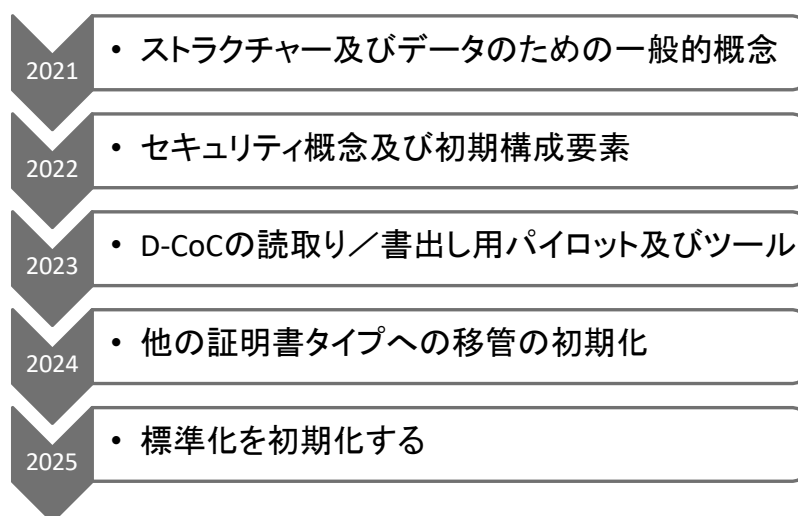 2021
• ストラクチャー及びデータのための一般的概念
2022
• セキュリティ概念及び初期構成要素
2023
• D-CoCの読取り／書出し用パイロット及びツール
2024
• 他の証明書タイプへの移管の初期化
2025
• 標準化を初期化する